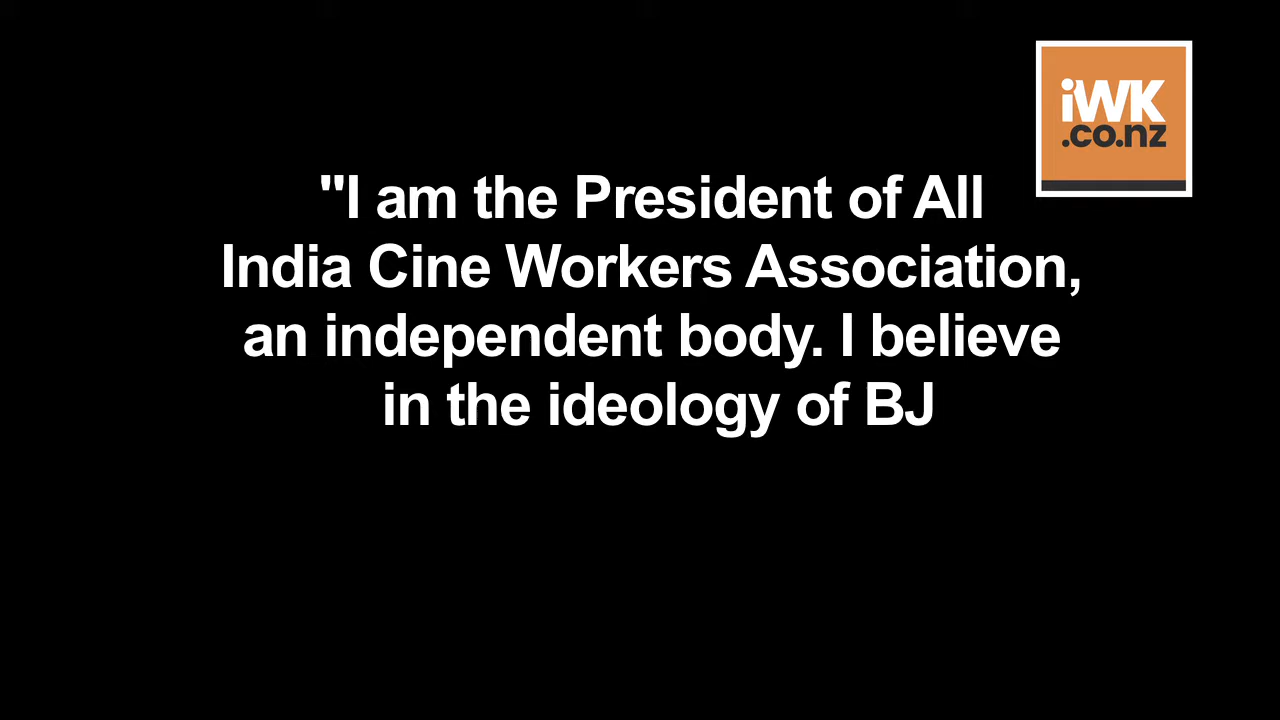 iWK
.co.nz
"I am the President of All
India Cine Workers Association,
an independent body. I believe
in the ideology of BJ